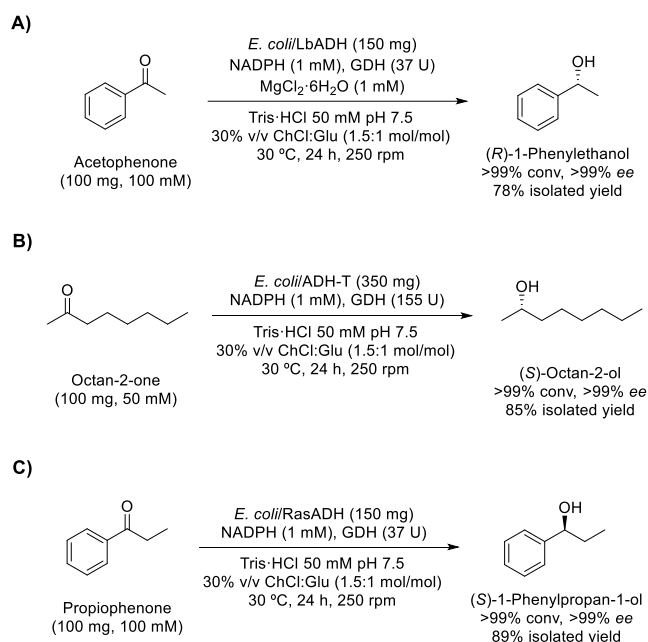 A)
O
Acetophenone
(100 mg, 100 mM)
E. coli/LbADH (150 mg)
NADPH (1 mM), GDH (37 U)
MgCl2·6H2O (1 mM)
Tris·HCl 50 mM pH 7.5
30% v/v ChCl:Glu (1.5:1 mol/mol)
30 ºC, 24 h, 250 rpm
OH
(R)-1-Phenylethanol
>99% conv, >99% ee
78% isolated yield
B)
O
Octan-2-one
(100 mg, 50 mM)
E. coli/ADH-T (350 mg)
NADPH (1 mM), GDH (155 U)
Tris·HCl 50 mM pH 7.5
30% v/v ChCl:Glu (1.5:1 mol/mol)
30 ºC, 24 h, 250 rpm
OH
(S)-Octan-2-ol
>99% conv, >99% ee
85% isolated yield
C)
O
Propiophenone
(100 mg, 100 mM)
E. coli/RasADH (150 mg)
NADPH (1 mM), GDH (37 U)
Tris·HCl 50 mM pH 7.5
30% v/v ChCl:Glu (1.5:1 mol/mol)
30 ºC, 24 h, 250 rpm
OH
(S)-1-Phenylpropan-1-ol
>99% conv, >99% ee
89% isolated yield